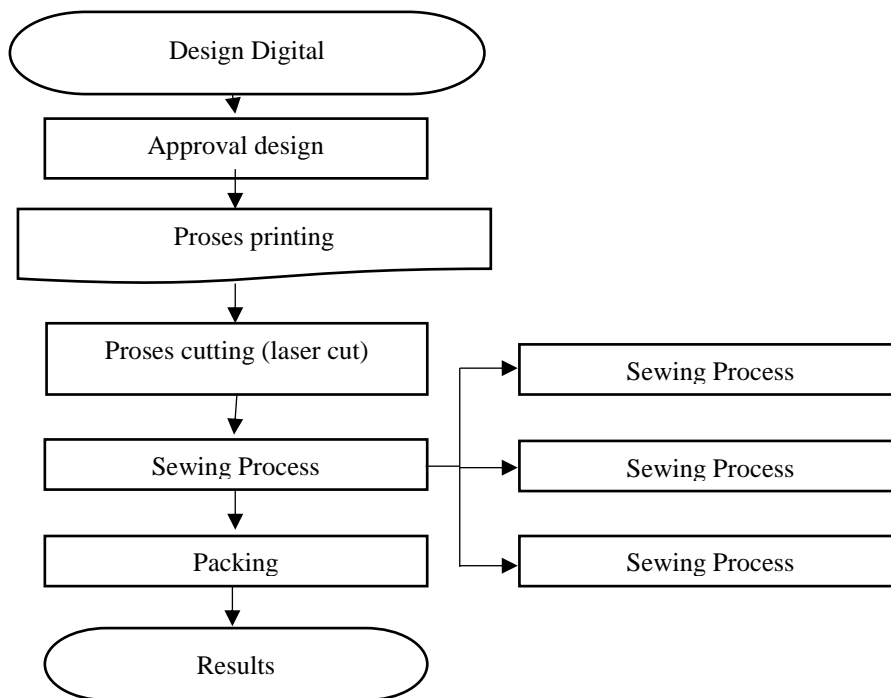 Design Digital
Approval design
Proses printing
Proses cutting (laser cut)
Sewing Process
Sewing Process
Sewing Process
Sewing Process
Packing
Results